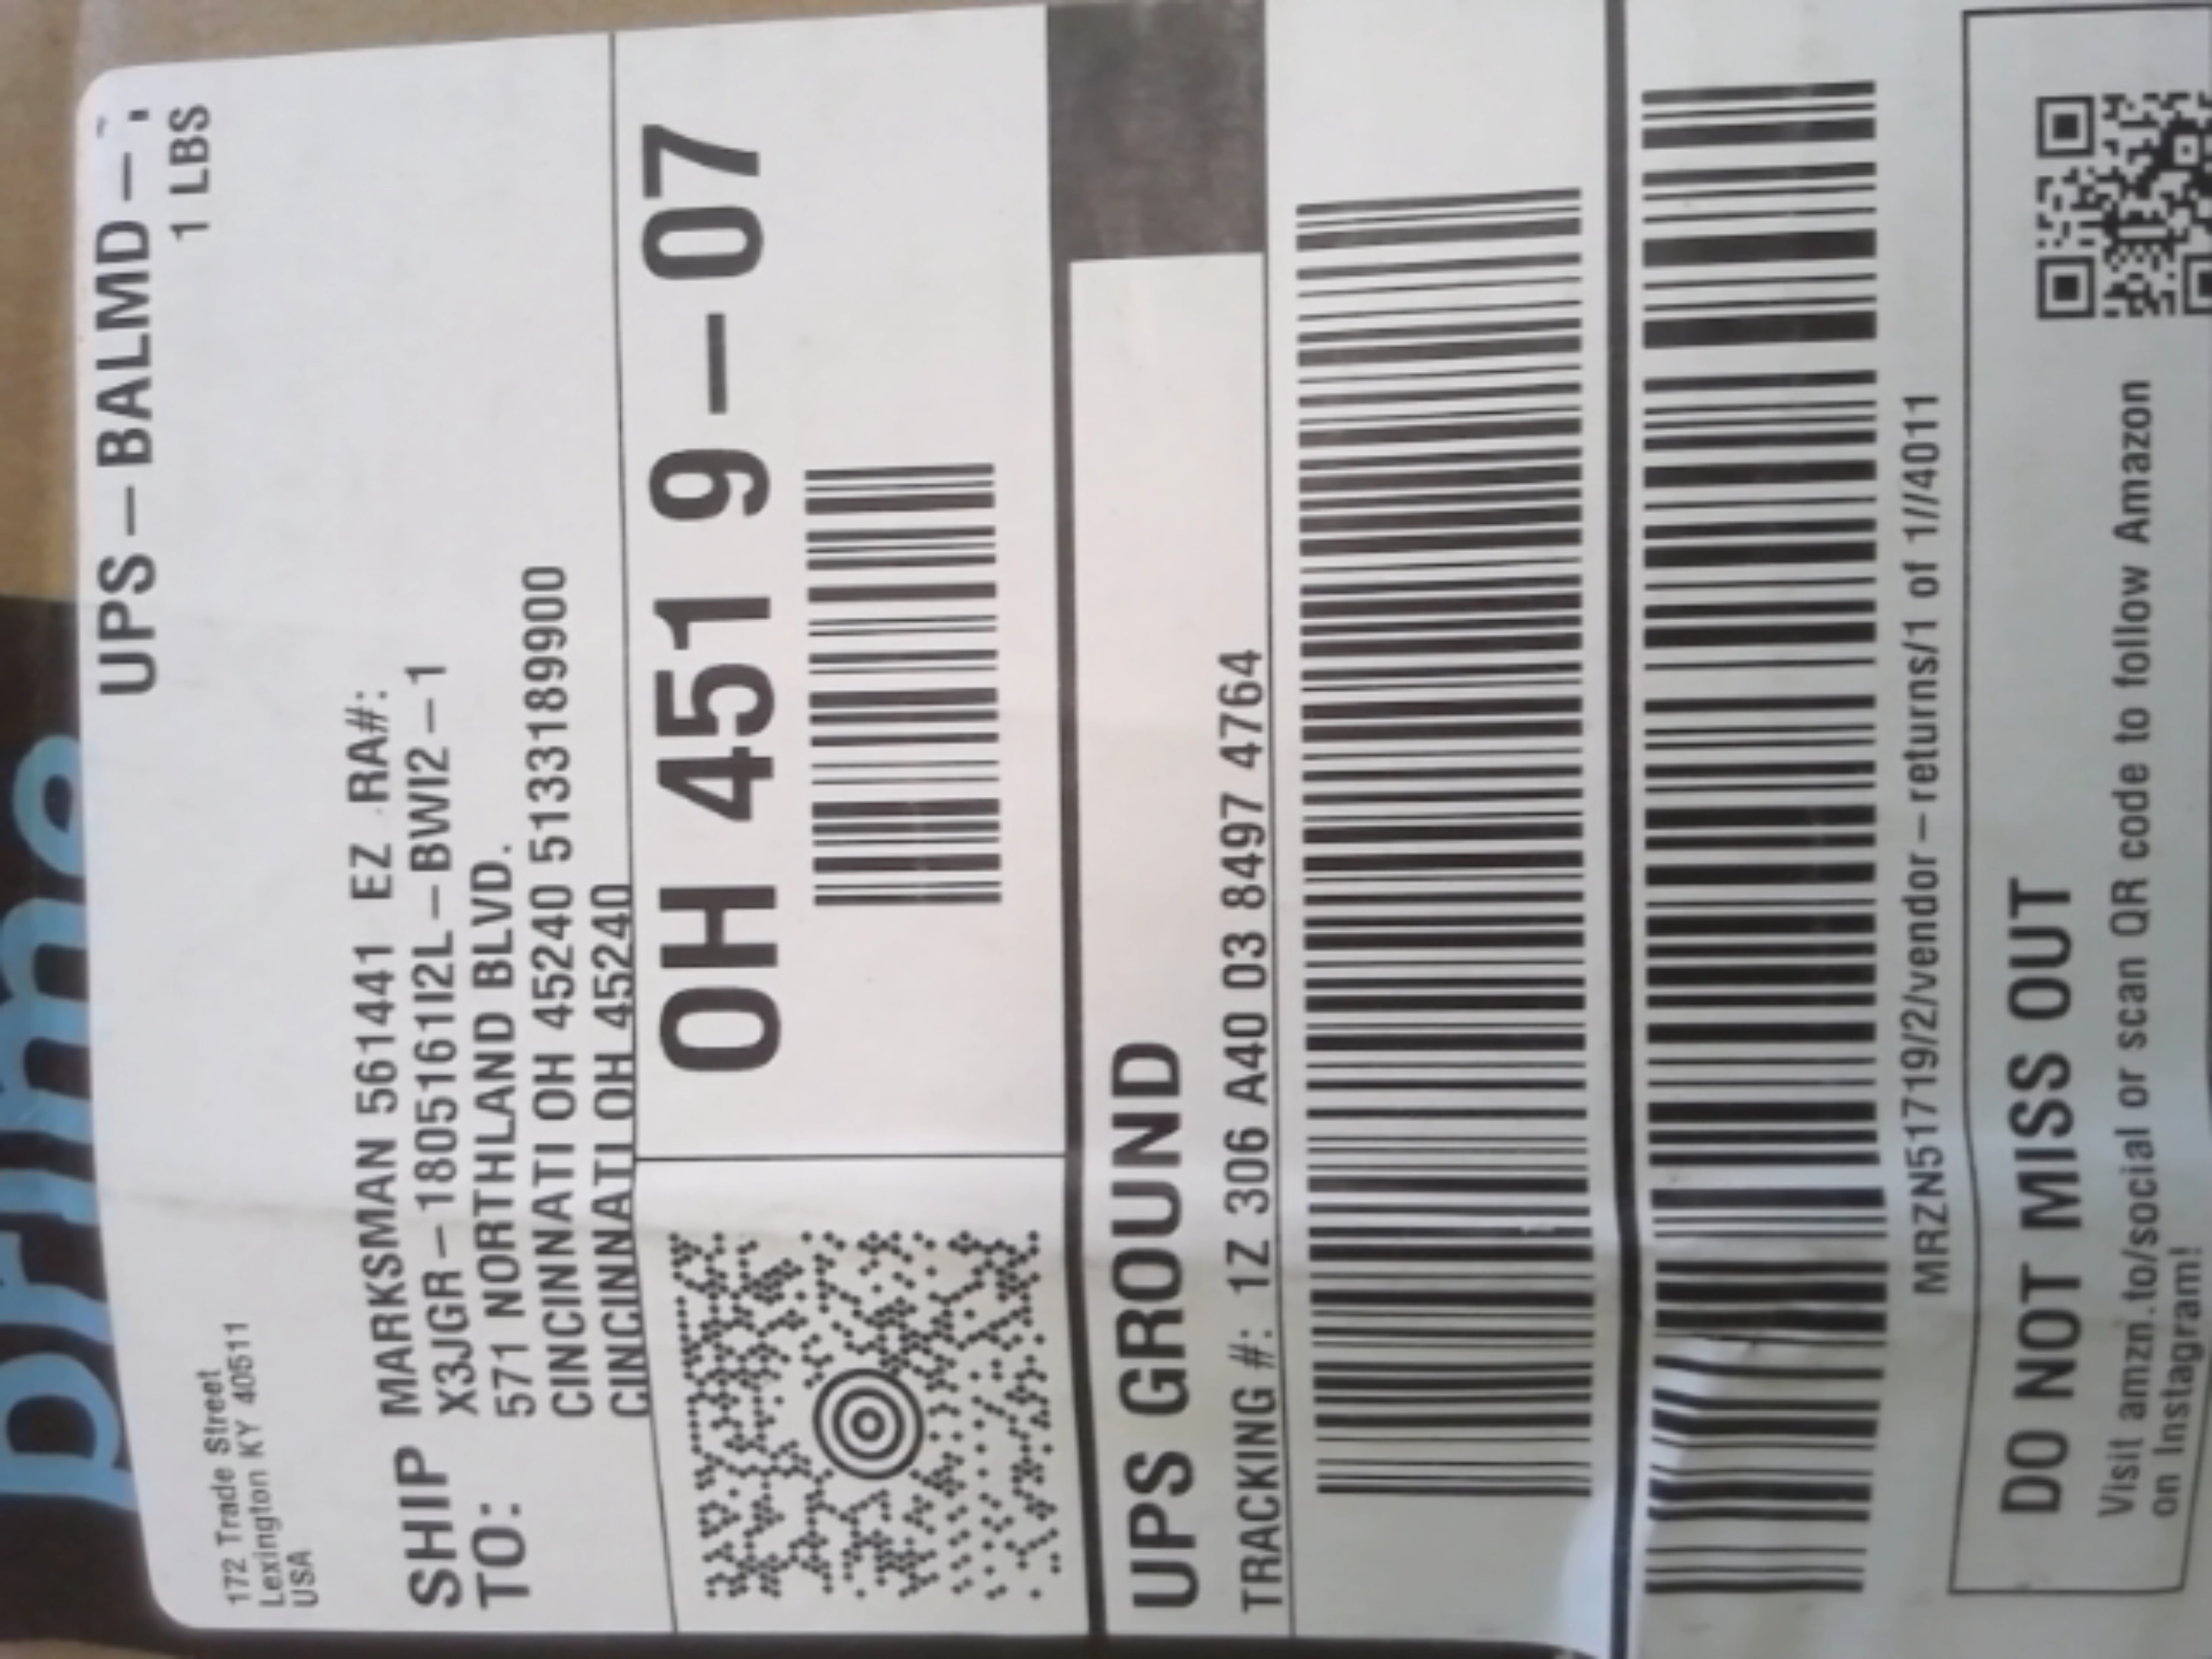 prime
UPS-BALMD-
1 LBS
172 Trade Street
Lexington KY 40511
USA
SHIP TO:
MARKSMAN 561441 EZ RA#:
X3JGR-1805161I2L-BWI2-1
571 NORTHLAND BLVD.
CINCINNATI OH 45240 5133189900
CINCINNATI OH 45240
OH 451 9-07
UPS GROUND
TRACKING #: 1Z 306 A40 03 8497 4764
MRZN51719/2/vendor-returns/1 of 1//4011
DO NOT MISS OUT
Visit amzn.to/social or scan QR code to follow Amazon
on Instagram!